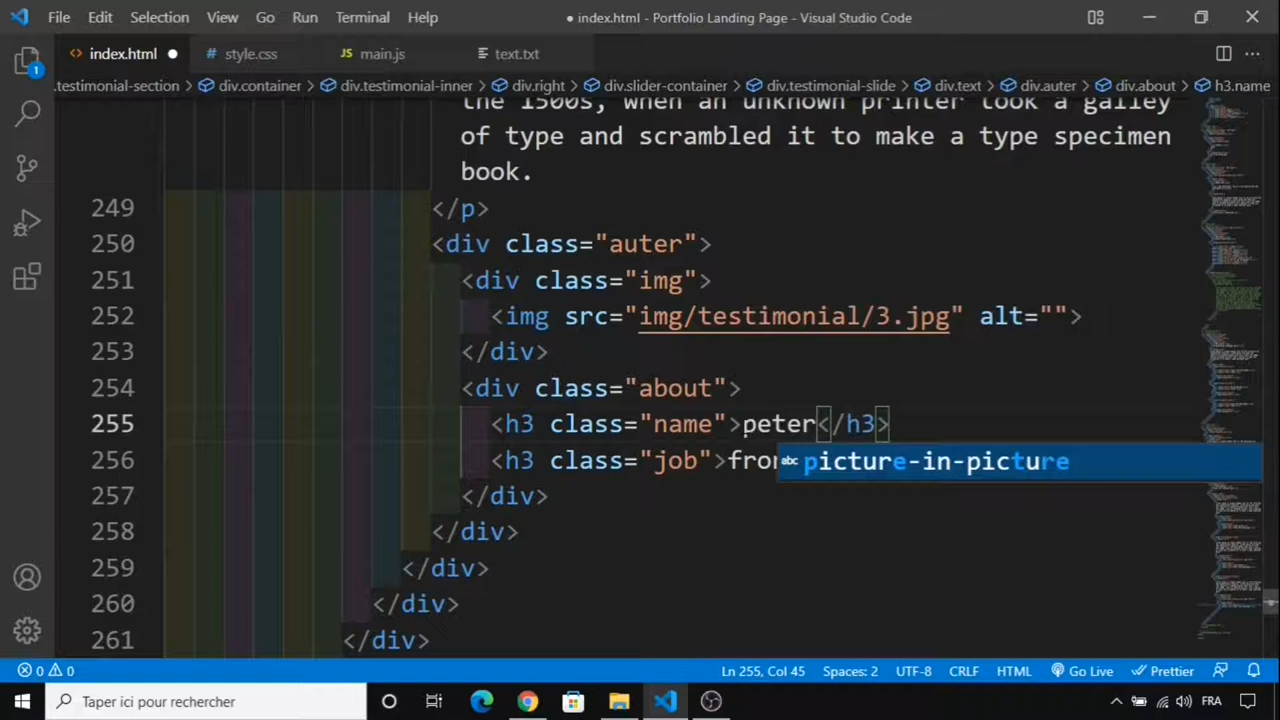 File Edit Selection View Go Run Terminal Help ● index.html - Portfolio Landing Page - Visual Studio Code
index.html style.css JS main.js text.txt
1
.testimonial-section > div.container > div.testimonial-inner > div.right > div.slider-container > div.testimonial-slide > div.text > div.auter > div.about > h3.name
the 1500s, when an unknown printer took a galley
of type and scrambled it to make a type specimen
book.
249 </p>
250 <div class="auter">
251 <div class="img">
252 <img src="img/testimonial/3.jpg" alt="">
253 </div>
254 <div class="about">
255 <h3 class="name">peter</h3>
256 <h3 class="job">fron
abc picture-in-picture
257 </div>
258 </div>
259 </div>
260 </div>
261 </div>
0 0 Ln 255, Col 45 Spaces: 2 UTF-8 CRLF HTML Go Live Prettier
Taper ici pour rechercher FRA